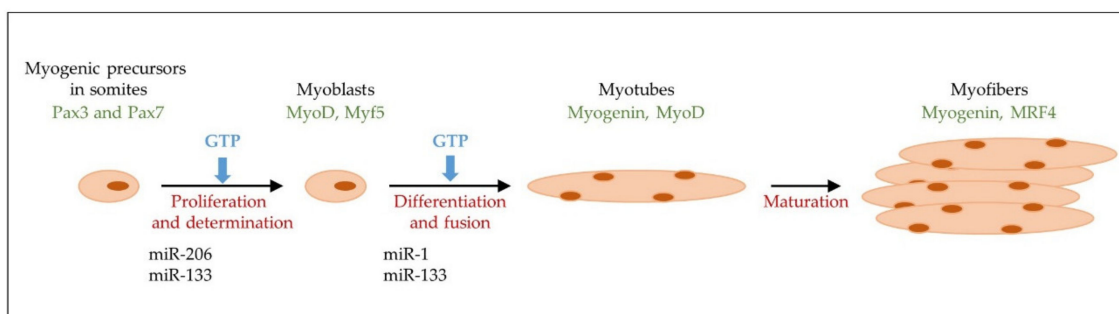 Myogenic precursors
in somites
Pax3 and Pax7
Myoblasts
MyoD, Myf5
Myotubes
Myogenin, MyoD
Myofibers
Myogenin, MRF4
GTP
GTP
Proliferation
and determination
Differentiation
and fusion
Maturation
miR-206
miR-133
miR-1
miR-133